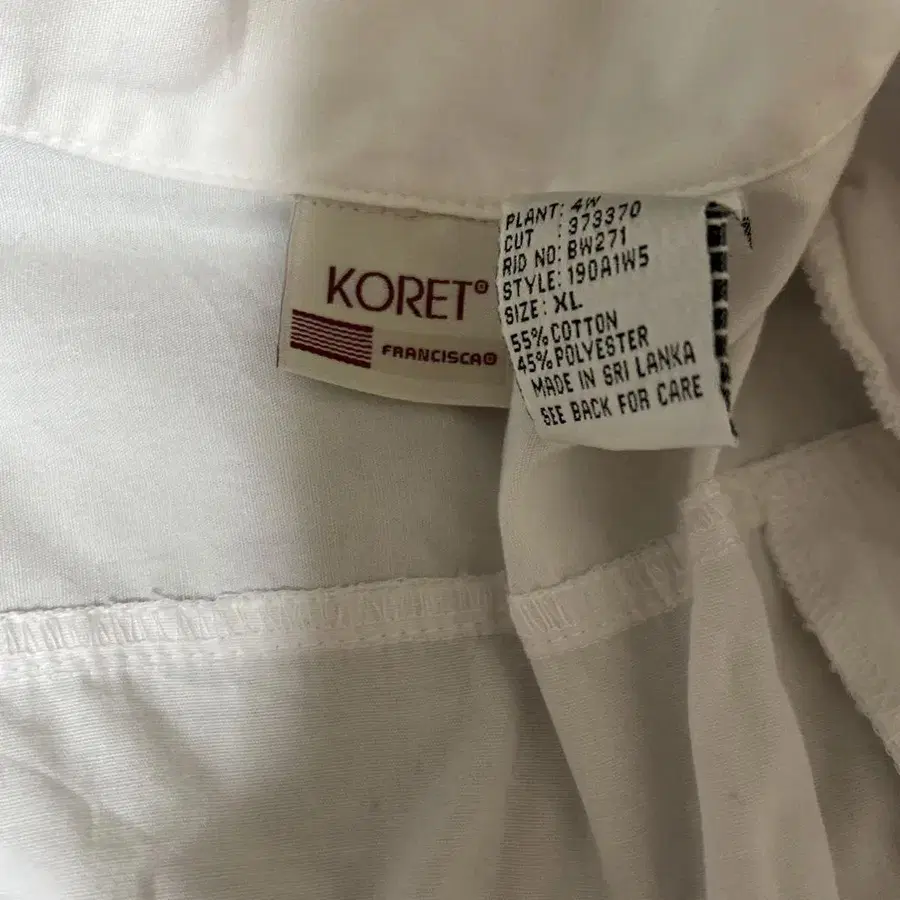 KORET®
FRANCISCA®
PLANT: 4W
CUT : 373370
RID NO: BW271
STYLE: 190A1W5
SIZE: XL
55% COTTON
45% POLYESTER
MADE IN SRI LANKA
SEE BACK FOR CARE